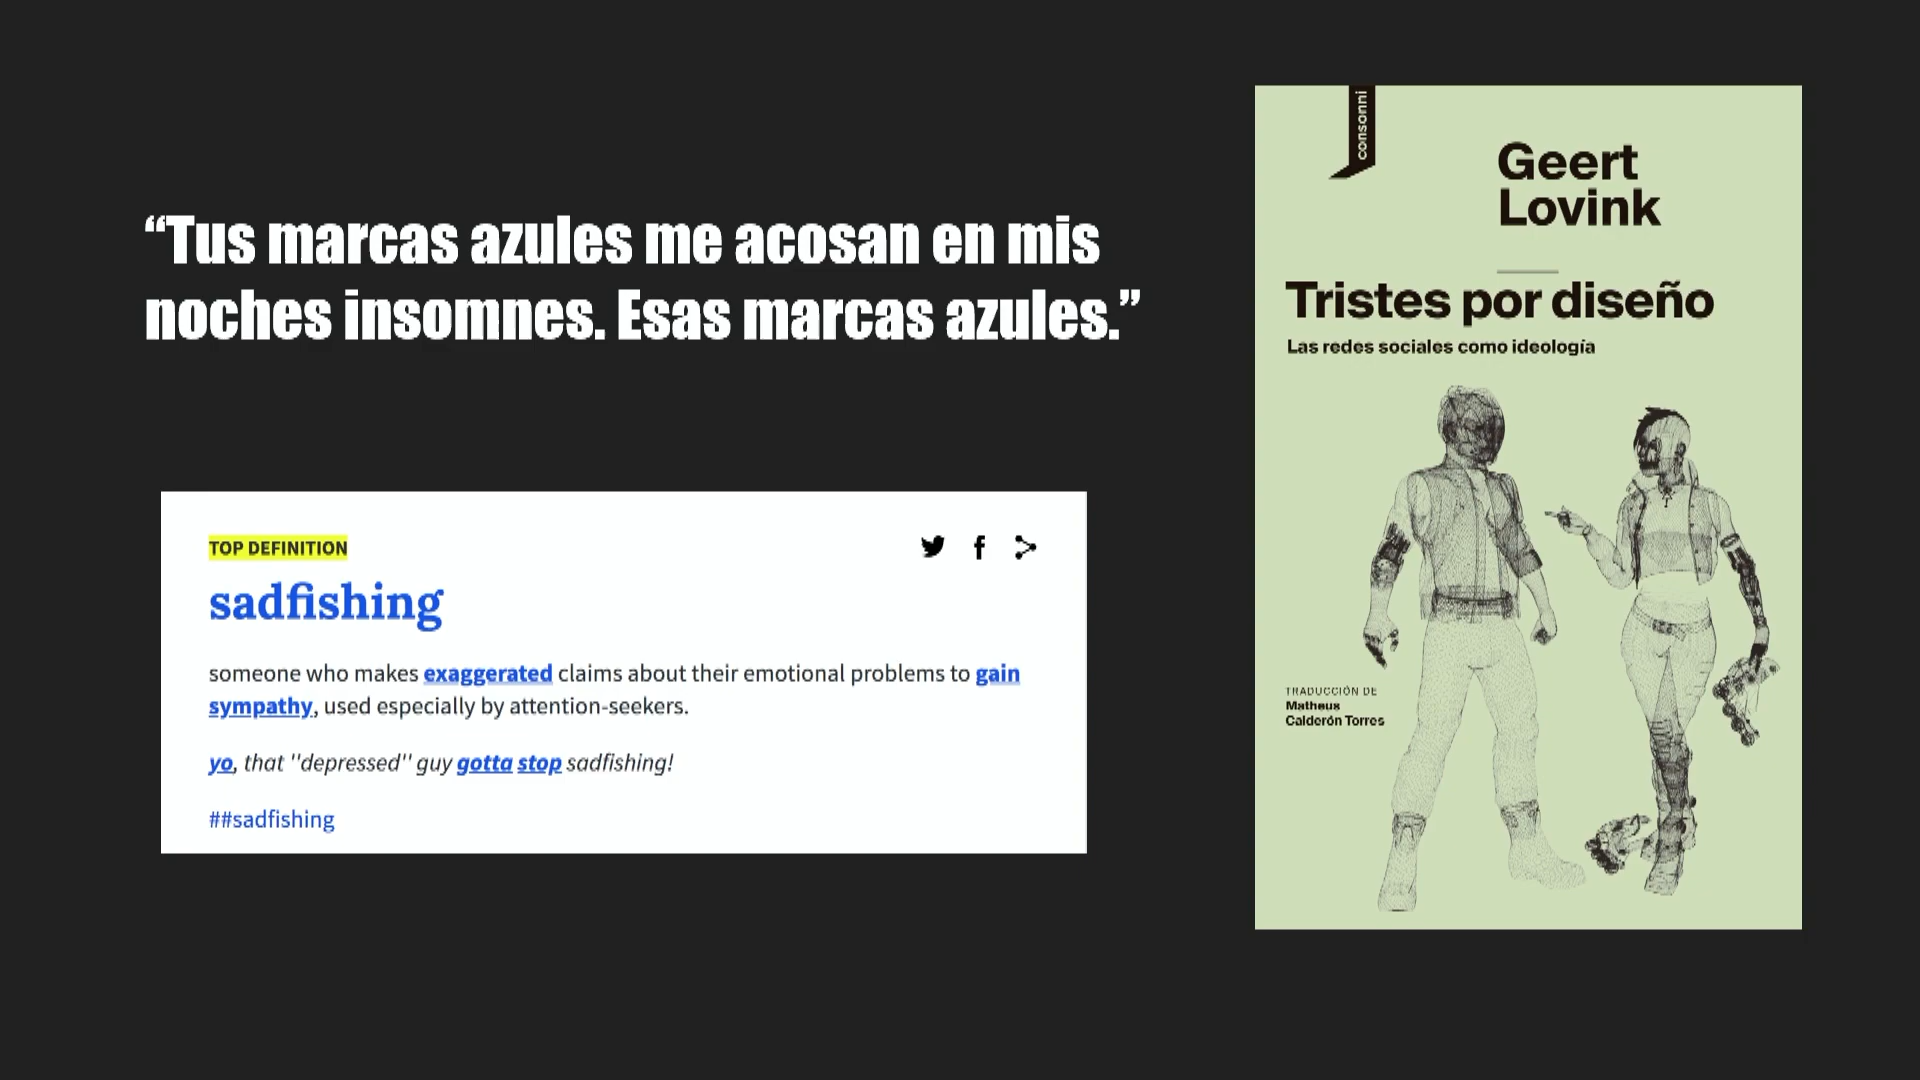 “Tus marcas azules me acosan en mis
noches insomnes. Esas marcas azules.”
TOP DEFINITION
sadfishing
someone who makes exaggerated claims about their emotional problems to gain
sympathy, used especially by attention-seekers.
yo, that "depressed" guy gotta stop sadfishing!
##sadfishing
consonni
Geert
Lovink
Tristes por diseño
Las redes sociales como ideología
TRADUCCIÓN DE
Matheus
Calderón Torres